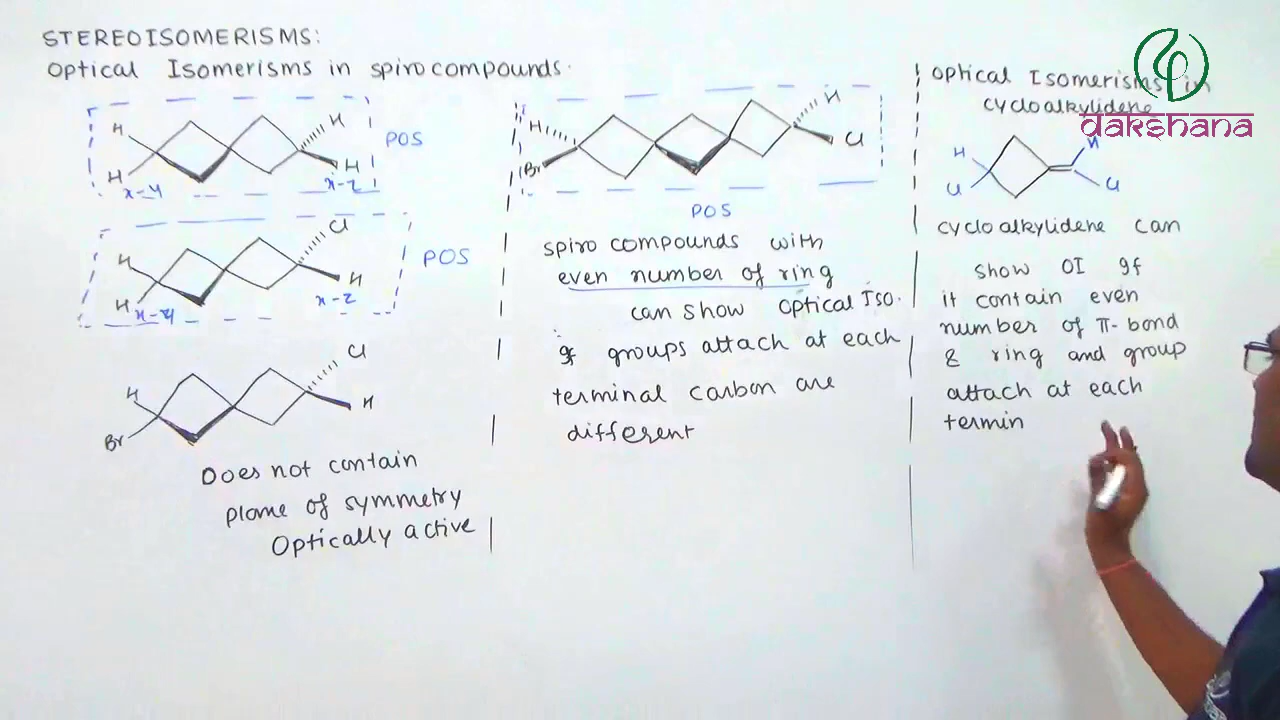 STEREOISOMERISMS:
Optical Isomerisms in spiro compounds.
H
H
H
H
x-y
x-z
POS
H
H
Cl
H
x-y
x-z
POS
H
Br
Cl
H
Does not contain
plane of symmetry
Optically active
H
Br
H
Cl
POS
spiro compounds with
even number of ring
can show optical Iso.
If groups attach at each
terminal carbon are
different
Optical Isomerisms in
cycloalkylidene
dakshana
H
Cl
H
Cl
cycloalkylidene can
show OI If
it contain even
number of π-bond
& ring and group
attach at each
termin